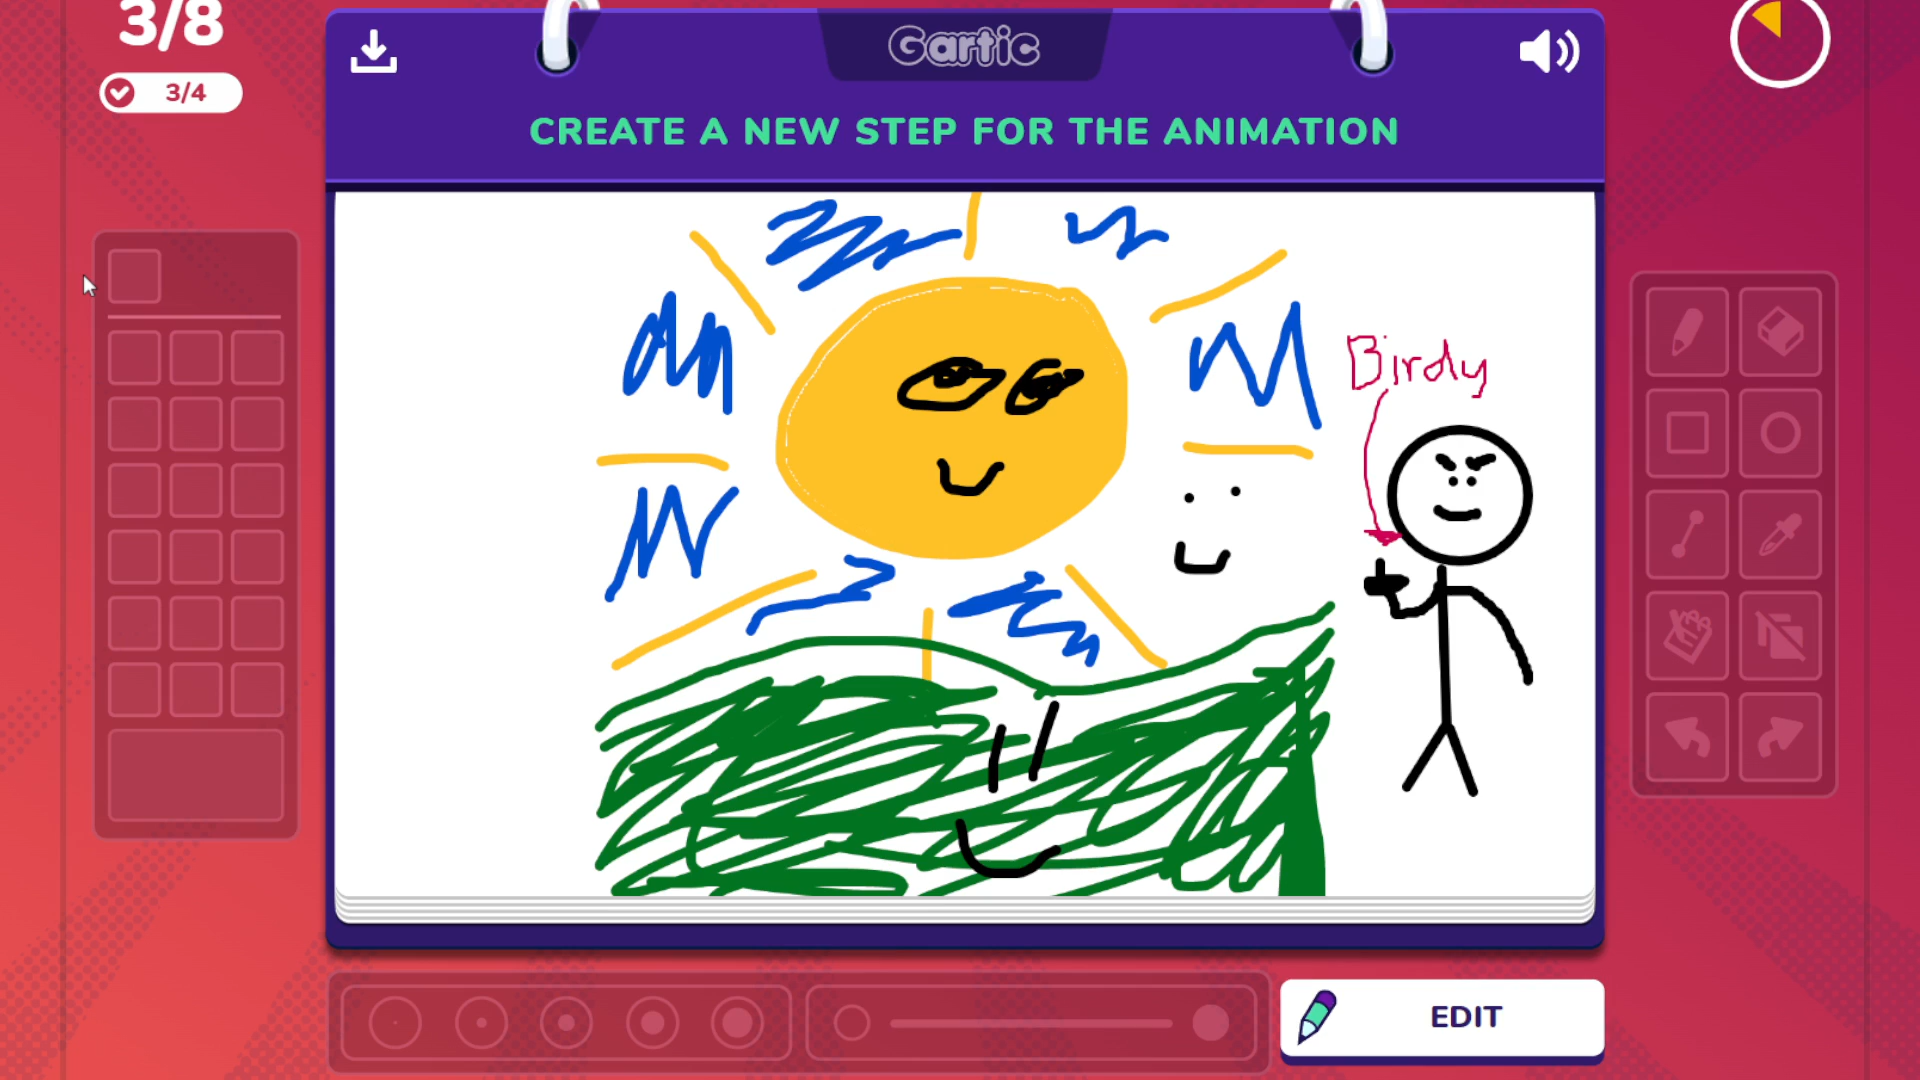 3/8
3/4
Gartic
CREATE A NEW STEP FOR THE ANIMATION
Birdy
EDIT